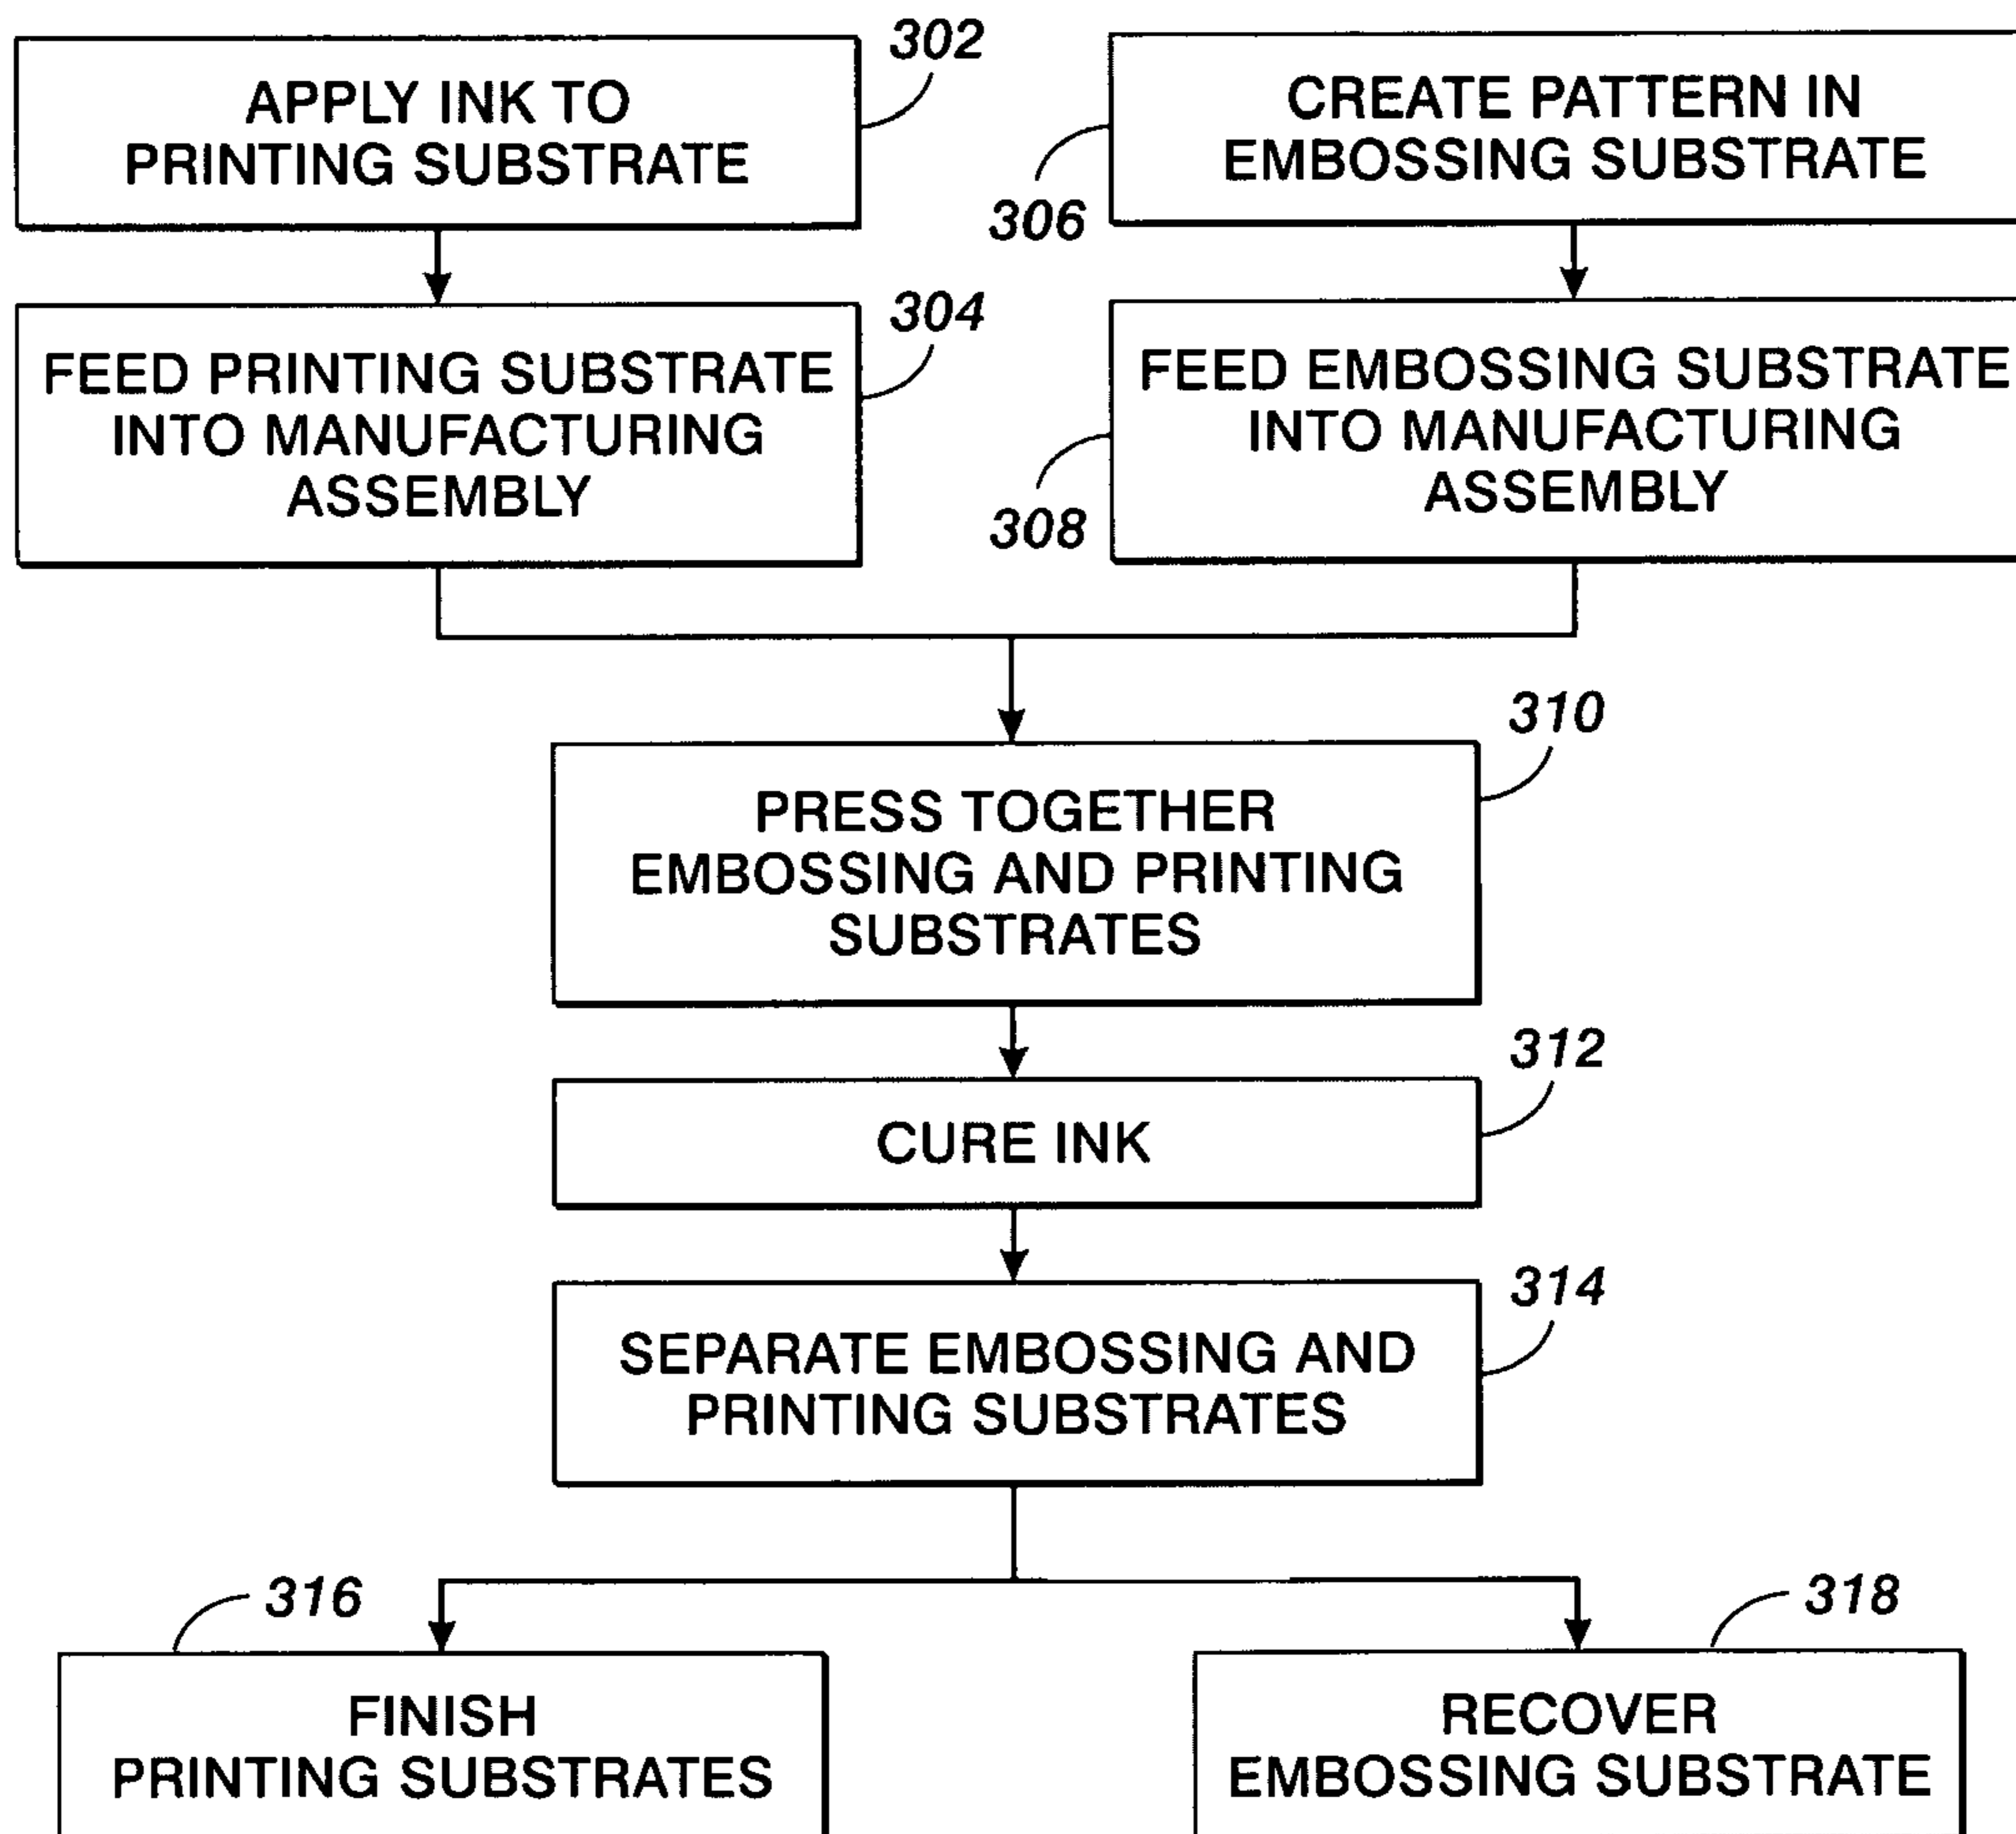 302
APPLY INK TO
PRINTING SUBSTRATE
306
CREATE PATTERN IN
EMBOSSING SUBSTRATE
304
FEED PRINTING SUBSTRATE
INTO MANUFACTURING
ASSEMBLY
308
FEED EMBOSSING SUBSTRATE
INTO MANUFACTURING
ASSEMBLY
310
PRESS TOGETHER
EMBOSSING AND PRINTING
SUBSTRATES
312
CURE INK
314
SEPARATE EMBOSSING AND
PRINTING SUBSTRATES
316
FINISH
PRINTING SUBSTRATES
318
RECOVER
EMBOSSING SUBSTRATE